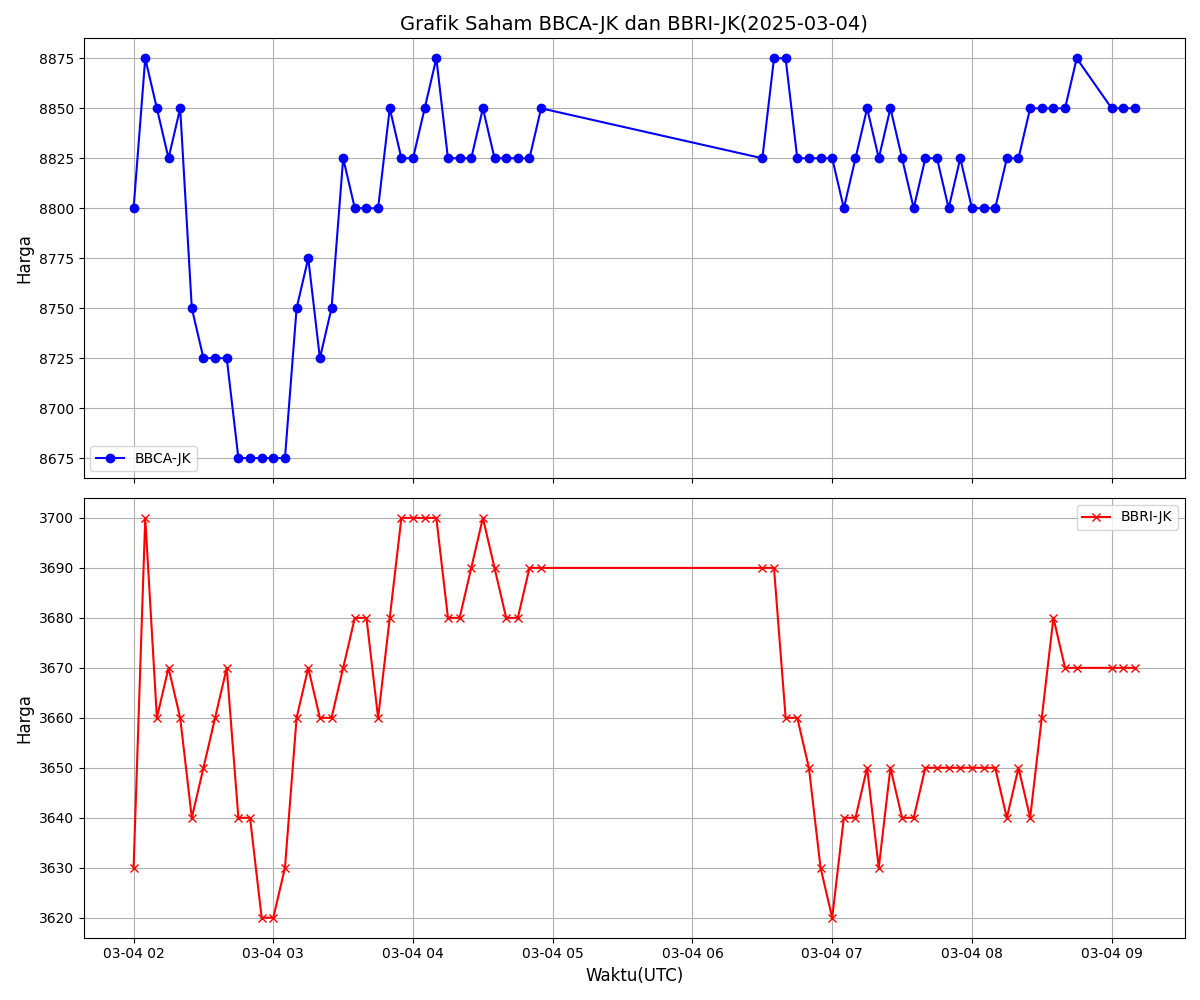 Grafik Saham BBCA-JK dan BBRI-JK(2025-03-04)
Harga
8875
8850
8825
8800
8775
8750
8725
8700
8675
BBCA-JK
Harga
3700
3690
3680
3670
3660
3650
3640
3630
3620
BBRI-JK
03-04 02 03-04 03 03-04 04 03-04 05 03-04 06 03-04 07 03-04 08 03-04 09
Waktu(UTC)